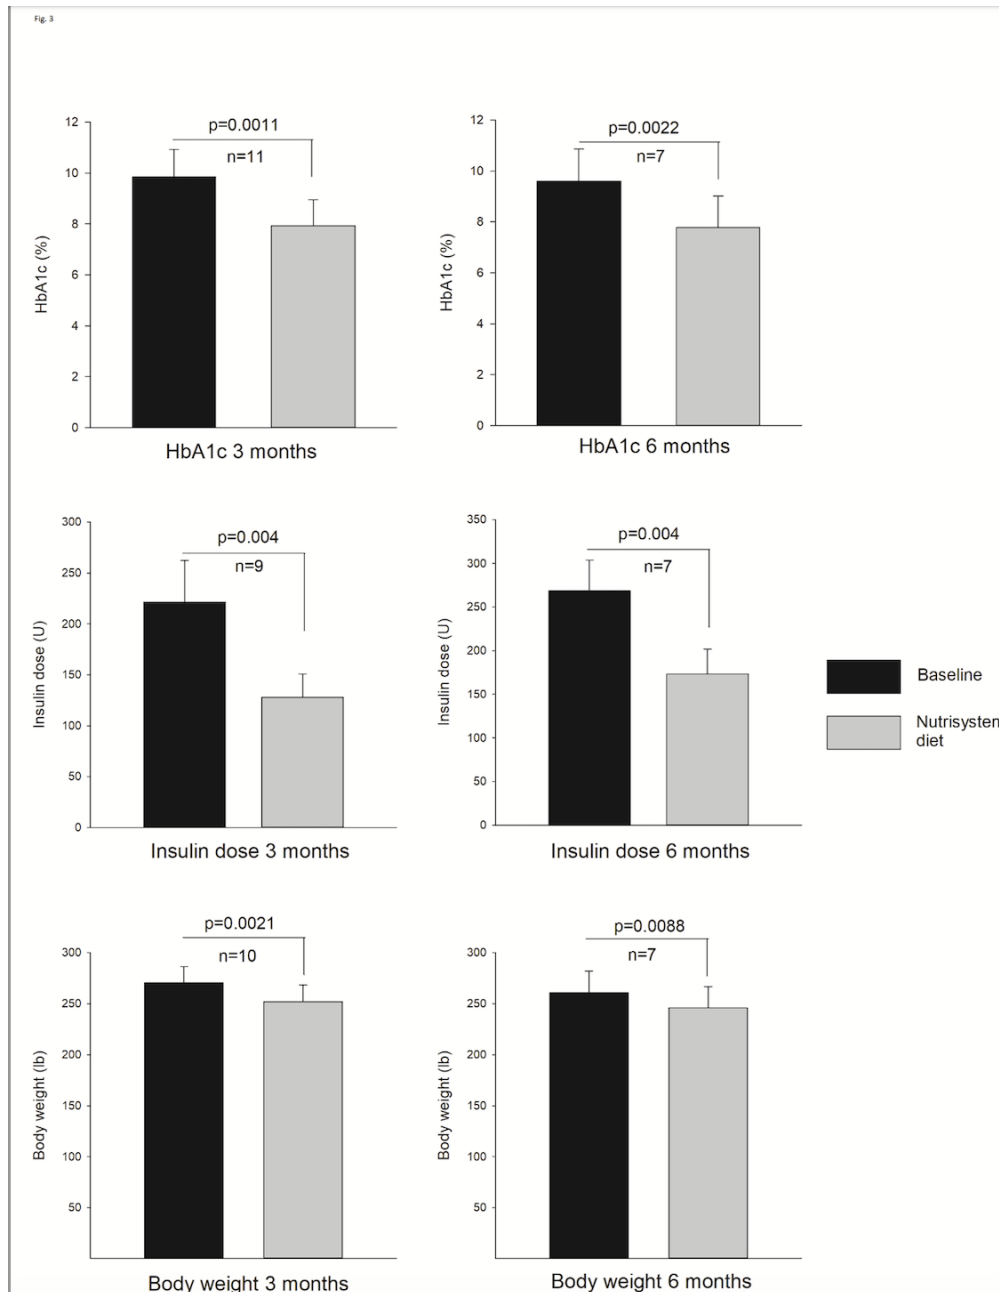 Fig. 3
p=0.0011
n=11
HbA1c (%)
12
10
8
6
4
2
0
HbA1c 3 months
p=0.0022
n=7
HbA1c (%)
12
10
8
6
4
2
0
HbA1c 6 months
p=0.004
n=9
Insulin dose (U)
300
250
200
150
100
50
0
Insulin dose 3 months
p=0.004
n=7
Insulin dose (U)
350
300
250
200
150
100
50
0
Insulin dose 6 months
Baseline
Nutrisystem
diet
p=0.0021
n=10
Body weight (lb)
300
250
200
150
100
50
Body weight 3 months
p=0.0088
n=7
Body weight (lb)
300
250
200
150
100
50
Body weight 6 months